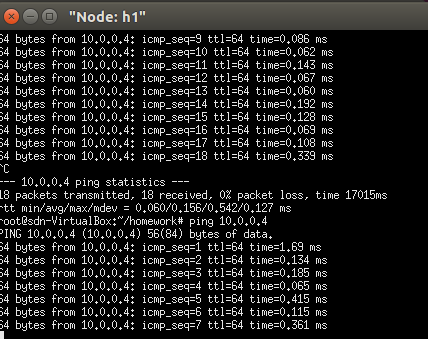 "Node: h1"
64 bytes from 10.0.0.4: icmp_seq=9 ttl=64 time=0.086 ms
64 bytes from 10.0.0.4: icmp_seq=10 ttl=64 time=0.062 ms
64 bytes from 10.0.0.4: icmp_seq=11 ttl=64 time=0.143 ms
64 bytes from 10.0.0.4: icmp_seq=12 ttl=64 time=0.067 ms
64 bytes from 10.0.0.4: icmp_seq=13 ttl=64 time=0.060 ms
64 bytes from 10.0.0.4: icmp_seq=14 ttl=64 time=0.192 ms
64 bytes from 10.0.0.4: icmp_seq=15 ttl=64 time=0.128 ms
64 bytes from 10.0.0.4: icmp_seq=16 ttl=64 time=0.069 ms
64 bytes from 10.0.0.4: icmp_seq=17 ttl=64 time=0.108 ms
64 bytes from 10.0.0.4: icmp_seq=18 ttl=64 time=0.339 ms
^C
--- 10.0.0.4 ping statistics ---
18 packets transmitted, 18 received, 0% packet loss, time 17015ms
rtt min/avg/max/mdev = 0.060/0.156/0.542/0.127 ms
root@sdn-VirtualBox:~/homework# ping 10.0.0.4
PING 10.0.0.4 (10.0.0.4) 56(84) bytes of data.
64 bytes from 10.0.0.4: icmp_seq=1 ttl=64 time=1.69 ms
64 bytes from 10.0.0.4: icmp_seq=2 ttl=64 time=0.134 ms
64 bytes from 10.0.0.4: icmp_seq=3 ttl=64 time=0.185 ms
64 bytes from 10.0.0.4: icmp_seq=4 ttl=64 time=0.065 ms
64 bytes from 10.0.0.4: icmp_seq=5 ttl=64 time=0.415 ms
64 bytes from 10.0.0.4: icmp_seq=6 ttl=64 time=0.115 ms
64 bytes from 10.0.0.4: icmp_seq=7 ttl=64 time=0.361 ms